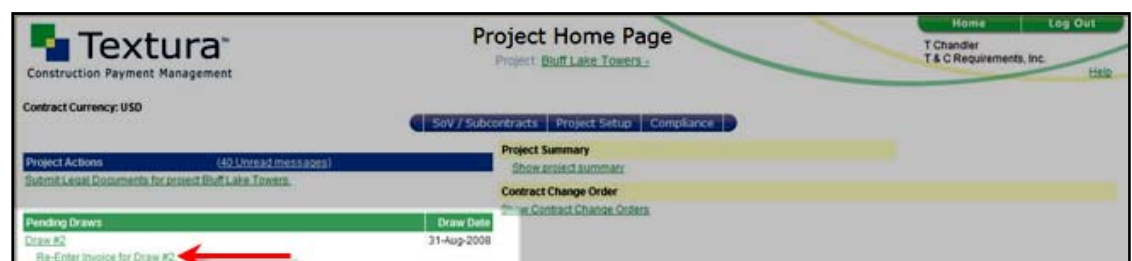 Textura™
Construction Payment Management
Project Home Page
Project: Bluff Lake Towers -
Home
Log Out
T Chandler
T & C Requirements, Inc.
Help
Contract Currency: USD
SoV / Subcontracts
Project Setup
Compliance
Project Actions
(40 Unread messages)
Submit Legal Documents for project Bluff Lake Towers.
Project Summary
Show project summary
Contract Change Order
Show Contract Change Orders
Pending Draws
Draw Date
Draw #2
31-Aug-2008
Re-Enter Invoice for Draw #2